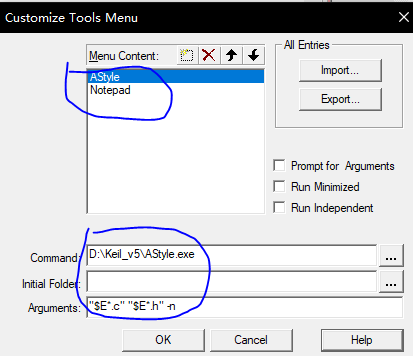 Customize Tools Menu
Menu Content:
AStyle
Notepad
All Entries
Import...
Export...
Prompt for Arguments
Run Minimized
Run Independent
Command:
D:\Keil_v5\AStyle.exe
...
Initial Folder:
...
Arguments:
"$E*.c" "$E*.h" -n
OK
Cancel
Help